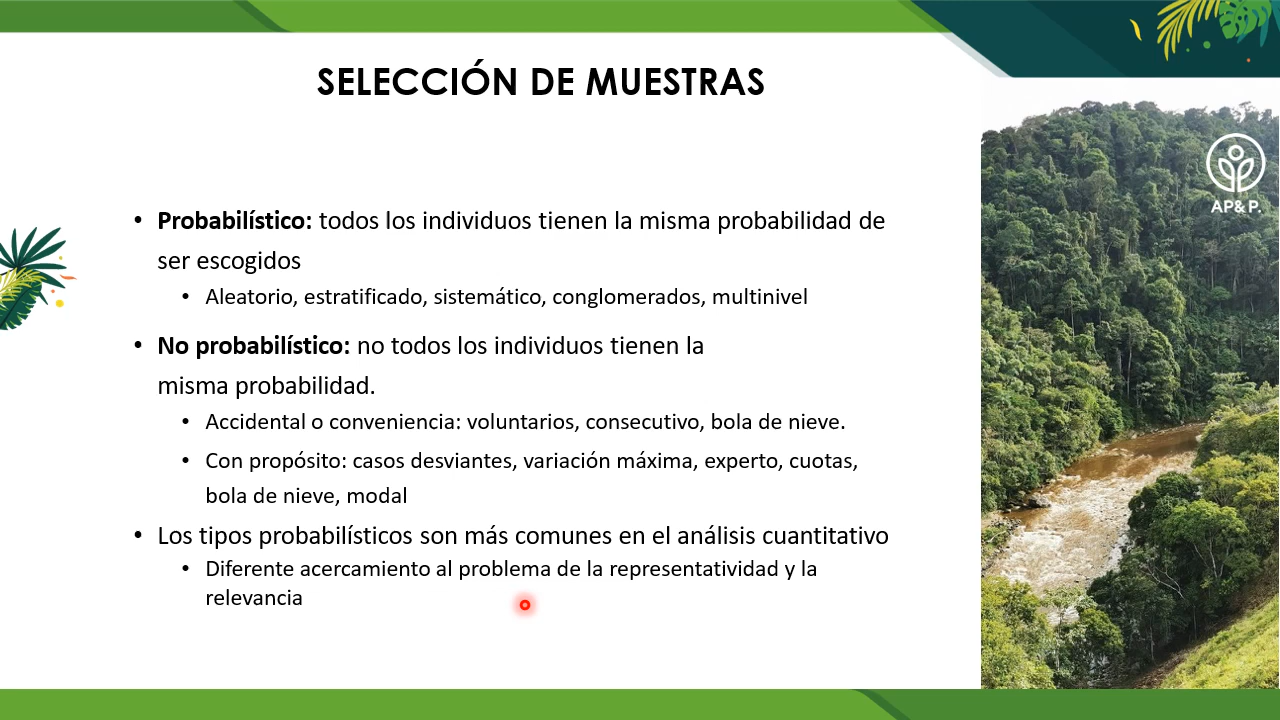 SELECCIÓN DE MUESTRAS
AP&P.
• Probabilístico: todos los individuos tienen la misma probabilidad de
ser escogidos
• Aleatorio, estratificado, sistemático, conglomerados, multinivel
• No probabilístico: no todos los individuos tienen la
misma probabilidad.
• Accidental o conveniencia: voluntarios, consecutivo, bola de nieve.
• Con propósito: casos desviantes, variación máxima, experto, cuotas,
bola de nieve, modal
• Los tipos probabilísticos son más comunes en el análisis cuantitativo
• Diferente acercamiento al problema de la representatividad y la
relevancia